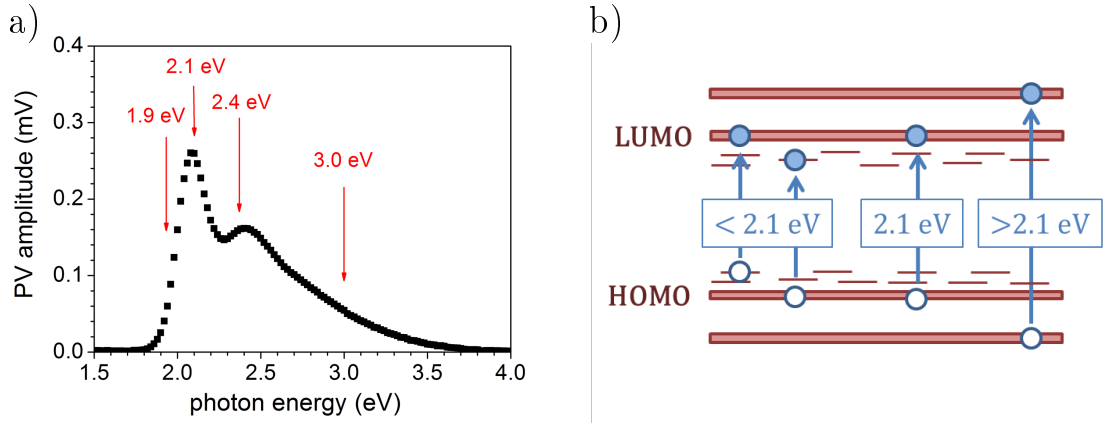 a)
0.4
0.3
0.2
0.1
0.0
PV amplitude (mV)
2.1 eV
1.9 eV
2.4 eV
3.0 eV
1.5 2.0 2.5 3.0 3.5 4.0
photon energy (eV)
b)
LUMO
< 2.1 eV
2.1 eV
>2.1 eV
HOMO